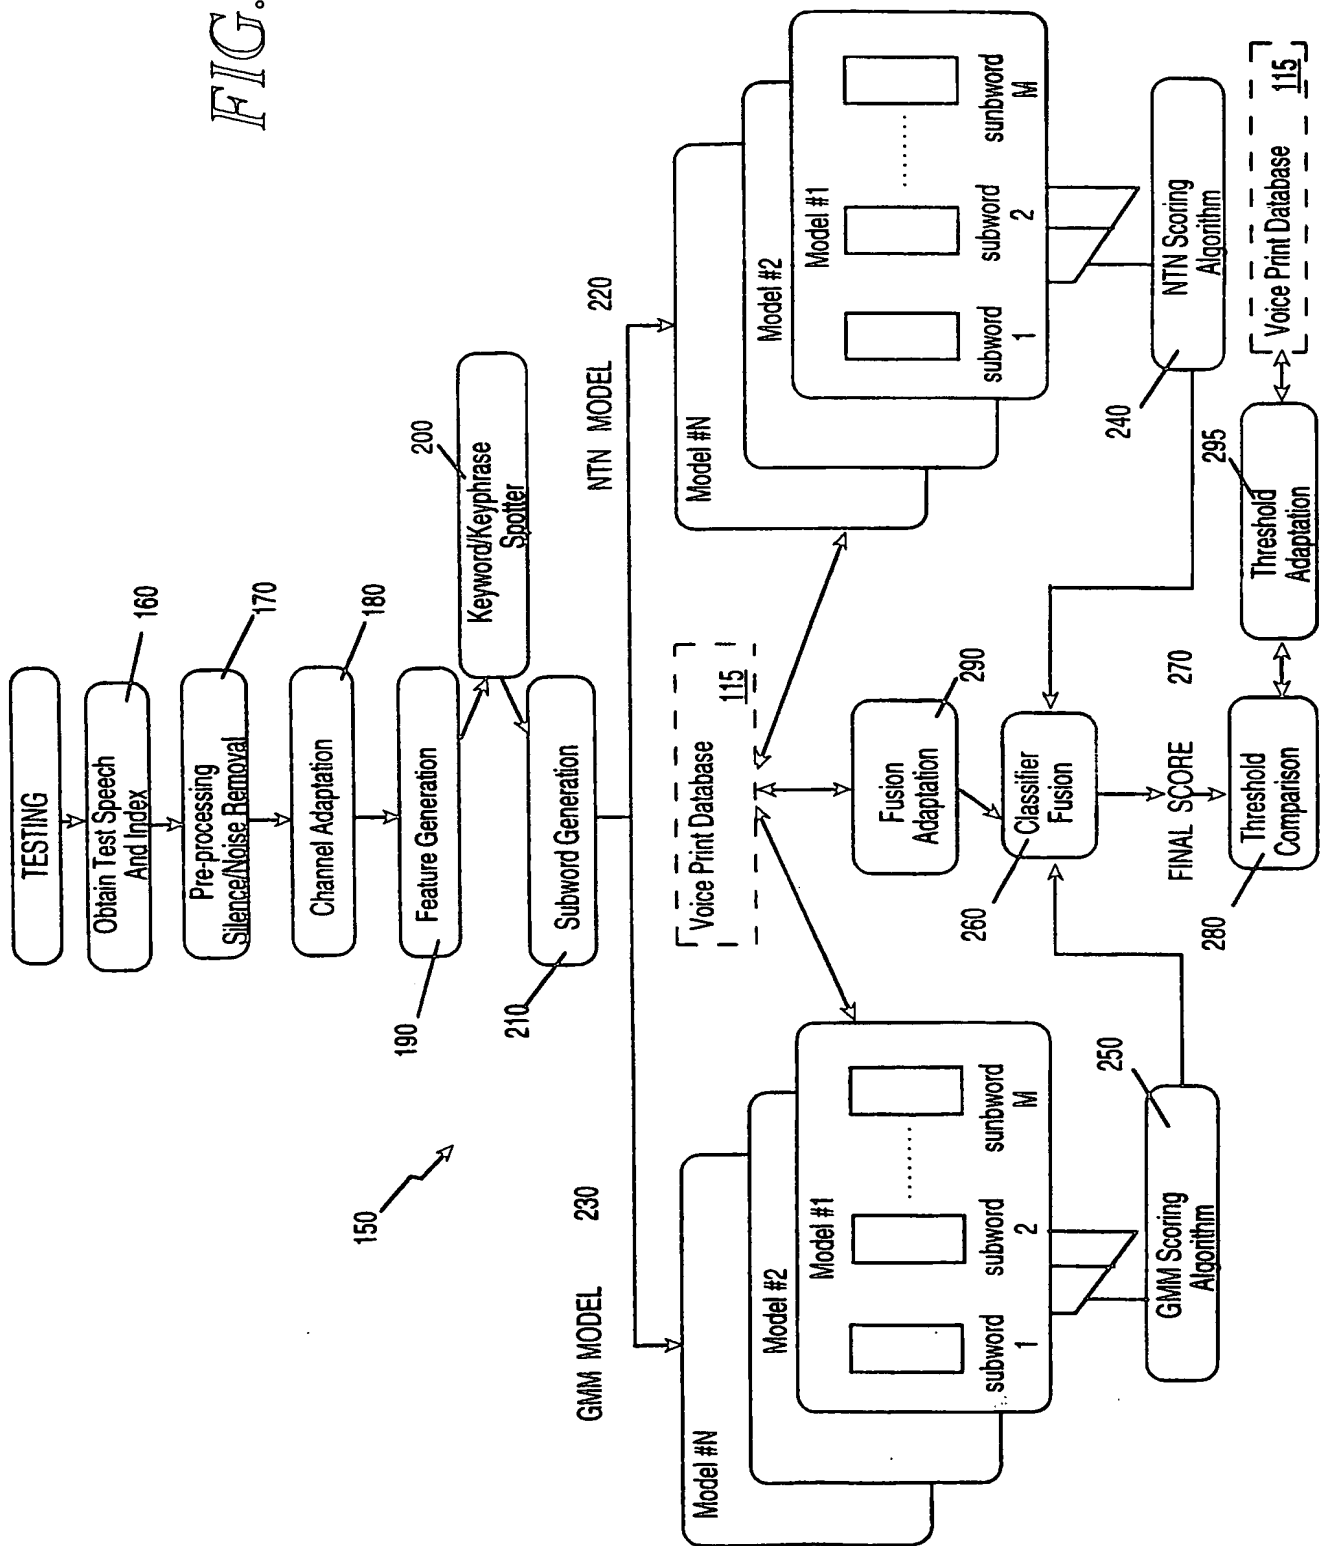 FIG.
TESTING
Obtain Test Speech
And Index
160
Pre-processing
Silence/Noise Removal
170
Channel Adaptation
180
Feature Generation
190
Keyword/Keyphrase
Spotter
200
Subword Generation
210
150
GMM MODEL 230
NTN MODEL 220
Model #N
Model #2
Model #1
subword
1
subword
2
sunbword
M
Voice Print Database
115
Model #N
Model #2
Model #1
subword
1
subword
2
sunbword
M
Fusion
Adaptation
290
GMM Scoring
Algorithm
250
Classifier
Fusion
260
NTN Scoring
Algorithm
240
FINAL SCORE 270
Threshold
Comparison
280
Threshold
Adaptation
295
Voice Print Database
115